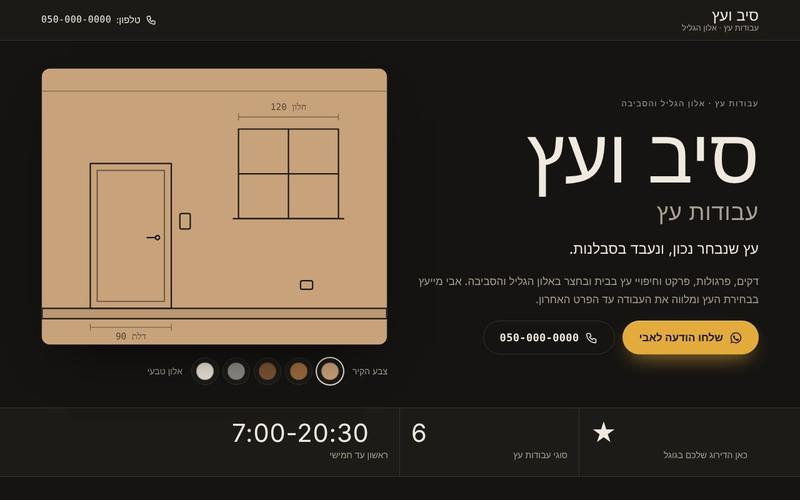 סיב ועץ
עבודות עץ · אלון הגליל
טלפון: 050-000-0000
עבודות עץ · אלון הגליל והסביבה
סיב ועץ
עבודות עץ
עץ שנבחר נכון, ונעבד בסבלנות.
דקים, פרגולות, פרקט וחיפויי עץ בבית ובחצר באלון הגליל והסביבה. אבי מייעץ
בבחירת העץ ומלווה את העבודה עד הפרט האחרון.
שלחו הודעה לאבי
050-000-0000
חלון 120
דלת 90
צבע הקיר
אלון טבעי
★
כאן הדירוג שלכם בגוגל
6
סוגי עבודות עץ
7:00-20:30
ראשון עד חמישי